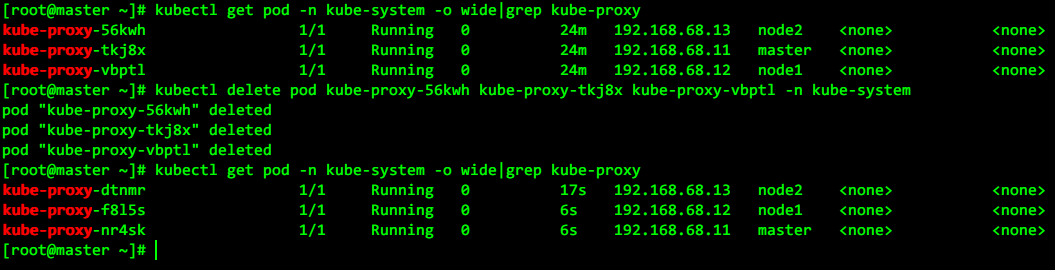 [root@master ~]# kubectl get pod -n kube-system -o wide|grep kube-proxy
kube-proxy-56kwh 1/1 Running 0 24m 192.168.68.13 node2 <none> <none>
kube-proxy-tkj8x 1/1 Running 0 24m 192.168.68.11 master <none> <none>
kube-proxy-vbptl 1/1 Running 0 24m 192.168.68.12 node1 <none> <none>
[root@master ~]# kubectl delete pod kube-proxy-56kwh kube-proxy-tkj8x kube-proxy-vbptl -n kube-system
pod "kube-proxy-56kwh" deleted
pod "kube-proxy-tkj8x" deleted
pod "kube-proxy-vbptl" deleted
[root@master ~]# kubectl get pod -n kube-system -o wide|grep kube-proxy
kube-proxy-dtnmr 1/1 Running 0 17s 192.168.68.13 node2 <none> <none>
kube-proxy-f8l5s 1/1 Running 0 6s 192.168.68.12 node1 <none> <none>
kube-proxy-nr4sk 1/1 Running 0 6s 192.168.68.11 master <none> <none>
[root@master ~]#